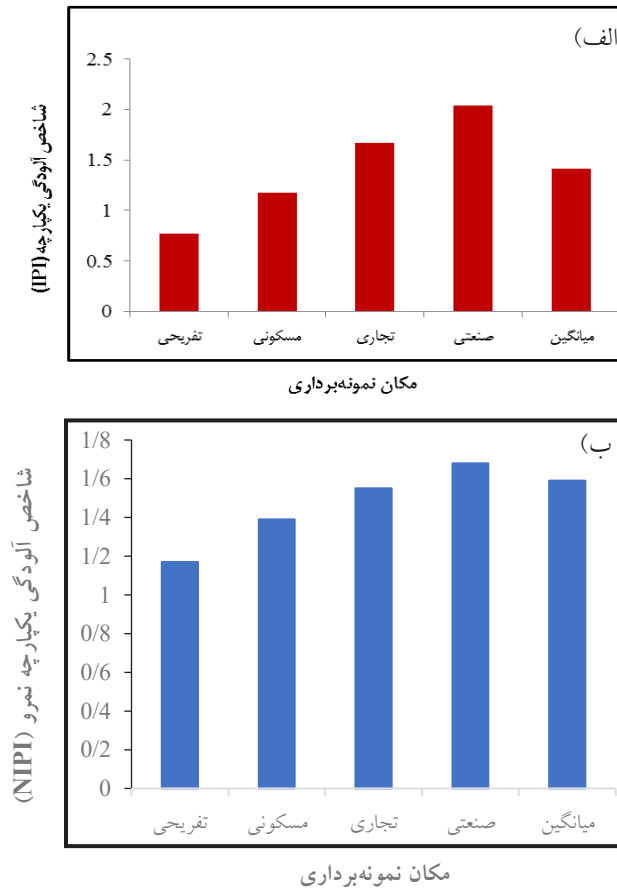 الف)
شاخص آلودگی یکپارچه (IPI)
2.5
2
1.5
1
0.5
0
تفریحی مسکونی تجاری صنعتی میانگین
مکان نمونه‌برداری
ب)
شاخص آلودگی یکپارچه نمرو (NIPI)
1/8
1/6
1/4
1/2
1
0/8
0/6
0/4
0/2
0
تفریحی مسکونی تجاری صنعتی میانگین
مکان نمونه‌برداری